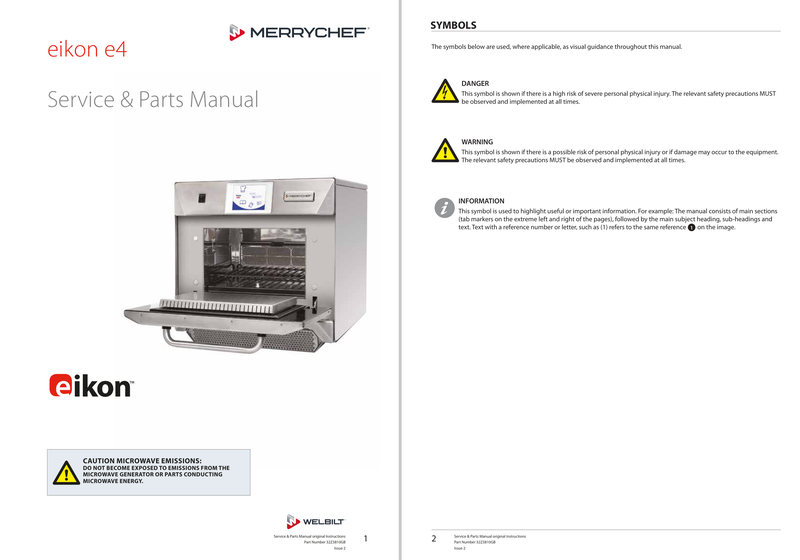 eikon e4
MERRYCHEF
Service & Parts Manual
MERRYCHEF
eikon™
CAUTION MICROWAVE EMISSIONS:
DO NOT BECOME EXPOSED TO EMISSIONS FROM THE
MICROWAVE GENERATOR OR PARTS CONDUCTING
MICROWAVE ENERGY.
WELBILT
Service & Parts Manual original Instructions
Part Number 32Z3810GB
Issue 2
1
SYMBOLS
The symbols below are used, where applicable, as visual guidance throughout this manual.
DANGER
This symbol is shown if there is a high risk of severe personal physical injury. The relevant safety precautions MUST
be observed and implemented at all times.
WARNING
This symbol is shown if there is a possible risk of personal physical injury or if damage may occur to the equipment.
The relevant safety precautions MUST be observed and implemented at all times.
INFORMATION
This symbol is used to highlight useful or important information. For example: The manual consists of main sections
(tab markers on the extreme left and right of the pages), followed by the main subject heading, sub-headings and
text. Text with a reference number or letter, such as (1) refers to the same reference 1 on the image.
2
Service & Parts Manual original Instructions
Part Number 32Z3810GB
Issue 2